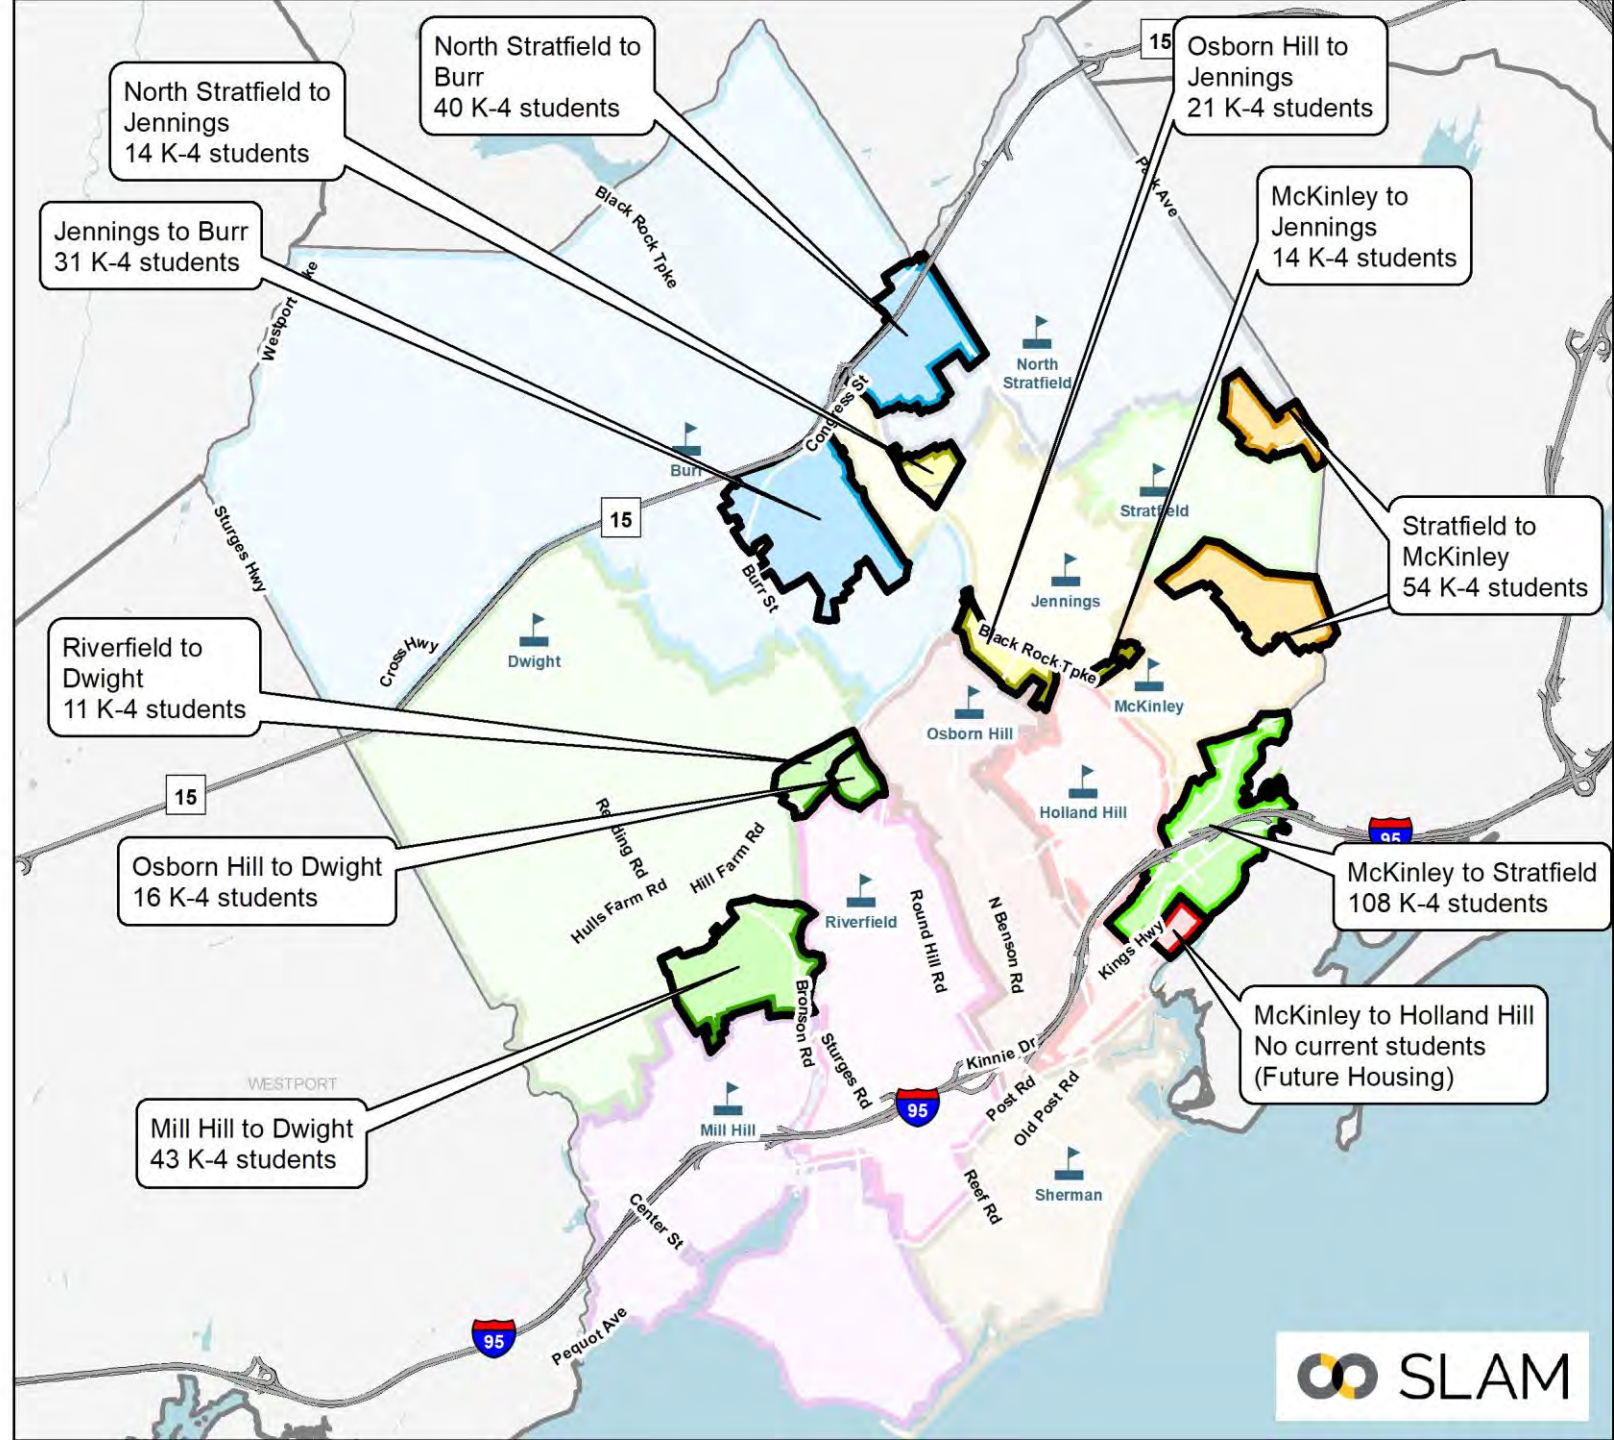 North Stratfield to
Burr
40 K-4 students
15
Osborn Hill to
Jennings
21 K-4 students
North Stratfield to
Jennings
14 K-4 students
McKinley to
Jennings
14 K-4 students
Jennings to Burr
31 K-4 students
Black Rock Tpke
Park Ave
Westport
North
Stratfield
Congress St
Burr
15
Stratfield
Stratfield to
McKinley
54 K-4 students
Sturges Hwy
Burr St
Jennings
Black Rock Tpke
Riverfield to
Dwight
11 K-4 students
Cross Hwy
Dwight
McKinley
Osborn Hill
15
Holland Hill
95
Redding Rd
Hill Farm Rd
Hulls Farm Rd
Osborn Hill to Dwight
16 K-4 students
McKinley to Stratfield
108 K-4 students
Riverfield
Round Hill Rd
N Benson Rd
Kings Hwy
Bronson Rd
McKinley to Holland Hill
No current students
(Future Housing)
Sturges Rd
Kinnie Dr
WESTPORT
95
Post Rd
Old Post Rd
Mill Hill
Mill Hill to Dwight
43 K-4 students
Sherman
Reef Rd
Center St
95
Pequot Ave
SLAM